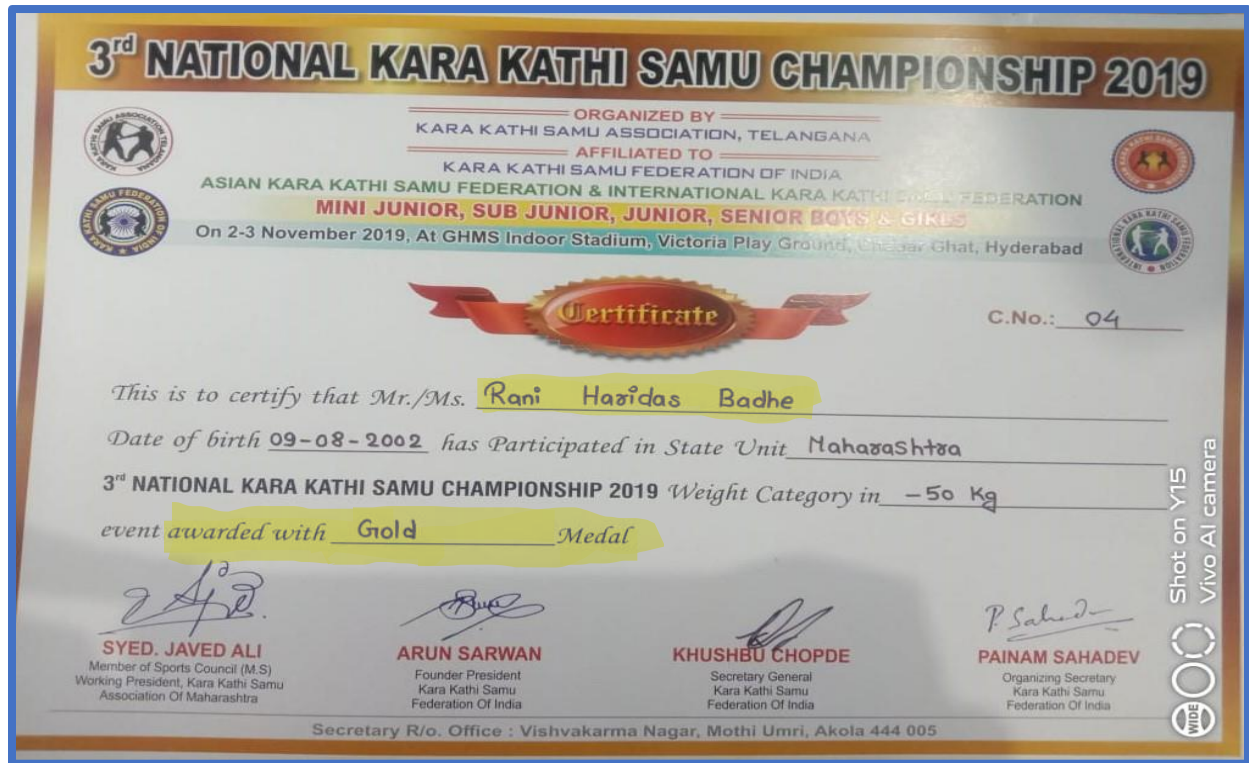 3rd NATIONAL KARA KATHI SAMU CHAMPIONSHIP 2019
ORGANIZED BY
KARA KATHI SAMU ASSOCIATION, TELANGANA
AFFILIATED TO
KARA KATHI SAMU FEDERATION OF INDIA
ASIAN KARA KATHI SAMU FEDERATION & INTERNATIONAL KARA KATHI SAMU FEDERATION
MINI JUNIOR, SUB JUNIOR, JUNIOR, SENIOR BOYS & GIRLS
On 2-3 November 2019, At GHMS Indoor Stadium, Victoria Play Ground, Ghat, Hyderabad
Certificate
C.No.: 04
This is to certify that Mr./Ms. Rani Haridas Badhe
Date of birth 09-08-2002 has Participated in State Unit Maharashtra
3rd NATIONAL KARA KATHI SAMU CHAMPIONSHIP 2019 Weight Category in -50 Kg
event awarded with Gold Medal
SYED. JAVED ALI
Member of Sports Council (M.S)
Working President, Kara Kathi Samu
Association Of Maharashtra
ARUN SARWAN
Founder President
Kara Kathi Samu
Federation Of India
KHUSHBU CHOPDE
Secretary General
Kara Kathi Samu
Federation Of India
P. Sahadev
PAINAM SAHADEV
Organizing Secretary
Kara Kathi Samu
Federation Of India
Secretary R/o. Office : Vishvakarma Nagar, Mothi Umri, Akola 444 005
Shot on Y15
Vivo AI camera
WIDE